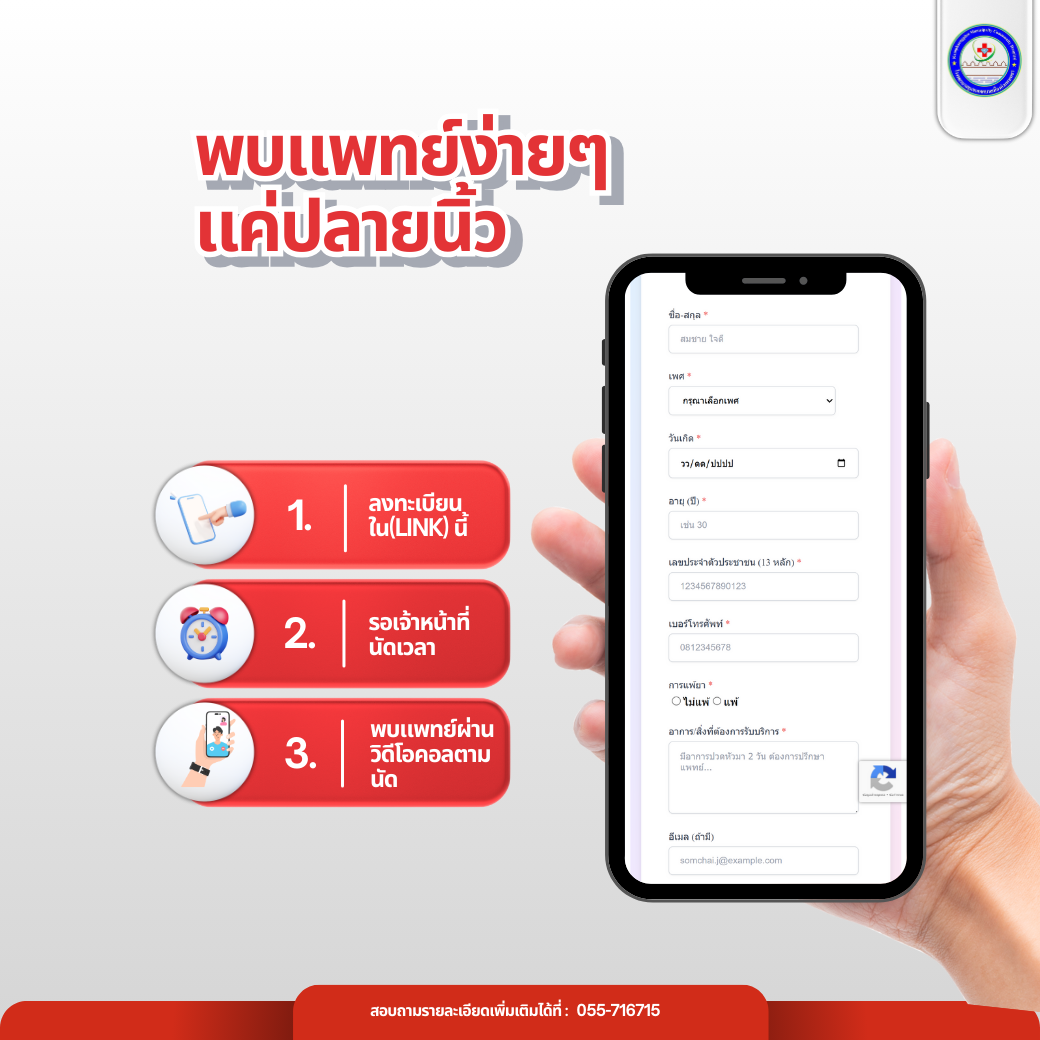 พบแพทย์ง่ายๆ
แค่ปลายนิ้ว
1.
ลงทะเบียน
ใน(LINK) นี้
2.
รอเจ้าหน้าที่
นัดเวลา
3.
พบแพทย์ผ่าน
วิดีโอคอลตาม
นัด
ชื่อ-สกุล *
สมชาย ใจดี
เพศ *
กรุณาเลือกเพศ
วันเกิด *
วว/ดด/ปปปป
อายุ (ปี) *
เช่น 30
เลขประจำตัวประชาชน (13 หลัก) *
1234567890123
เบอร์โทรศัพท์ *
0812345678
การแพ้ยา *
ไม่แพ้ แพ้
อาการ/สิ่งที่ต้องการรับบริการ *
มีอาการปวดหัวมา 2 วัน ต้องการปรึกษา
แพทย์...
อีเมล (ถ้ามี)
somchai.j@example.com
สอบถามรายละเอียดเพิ่มเติมได้ที่ : 055-716715